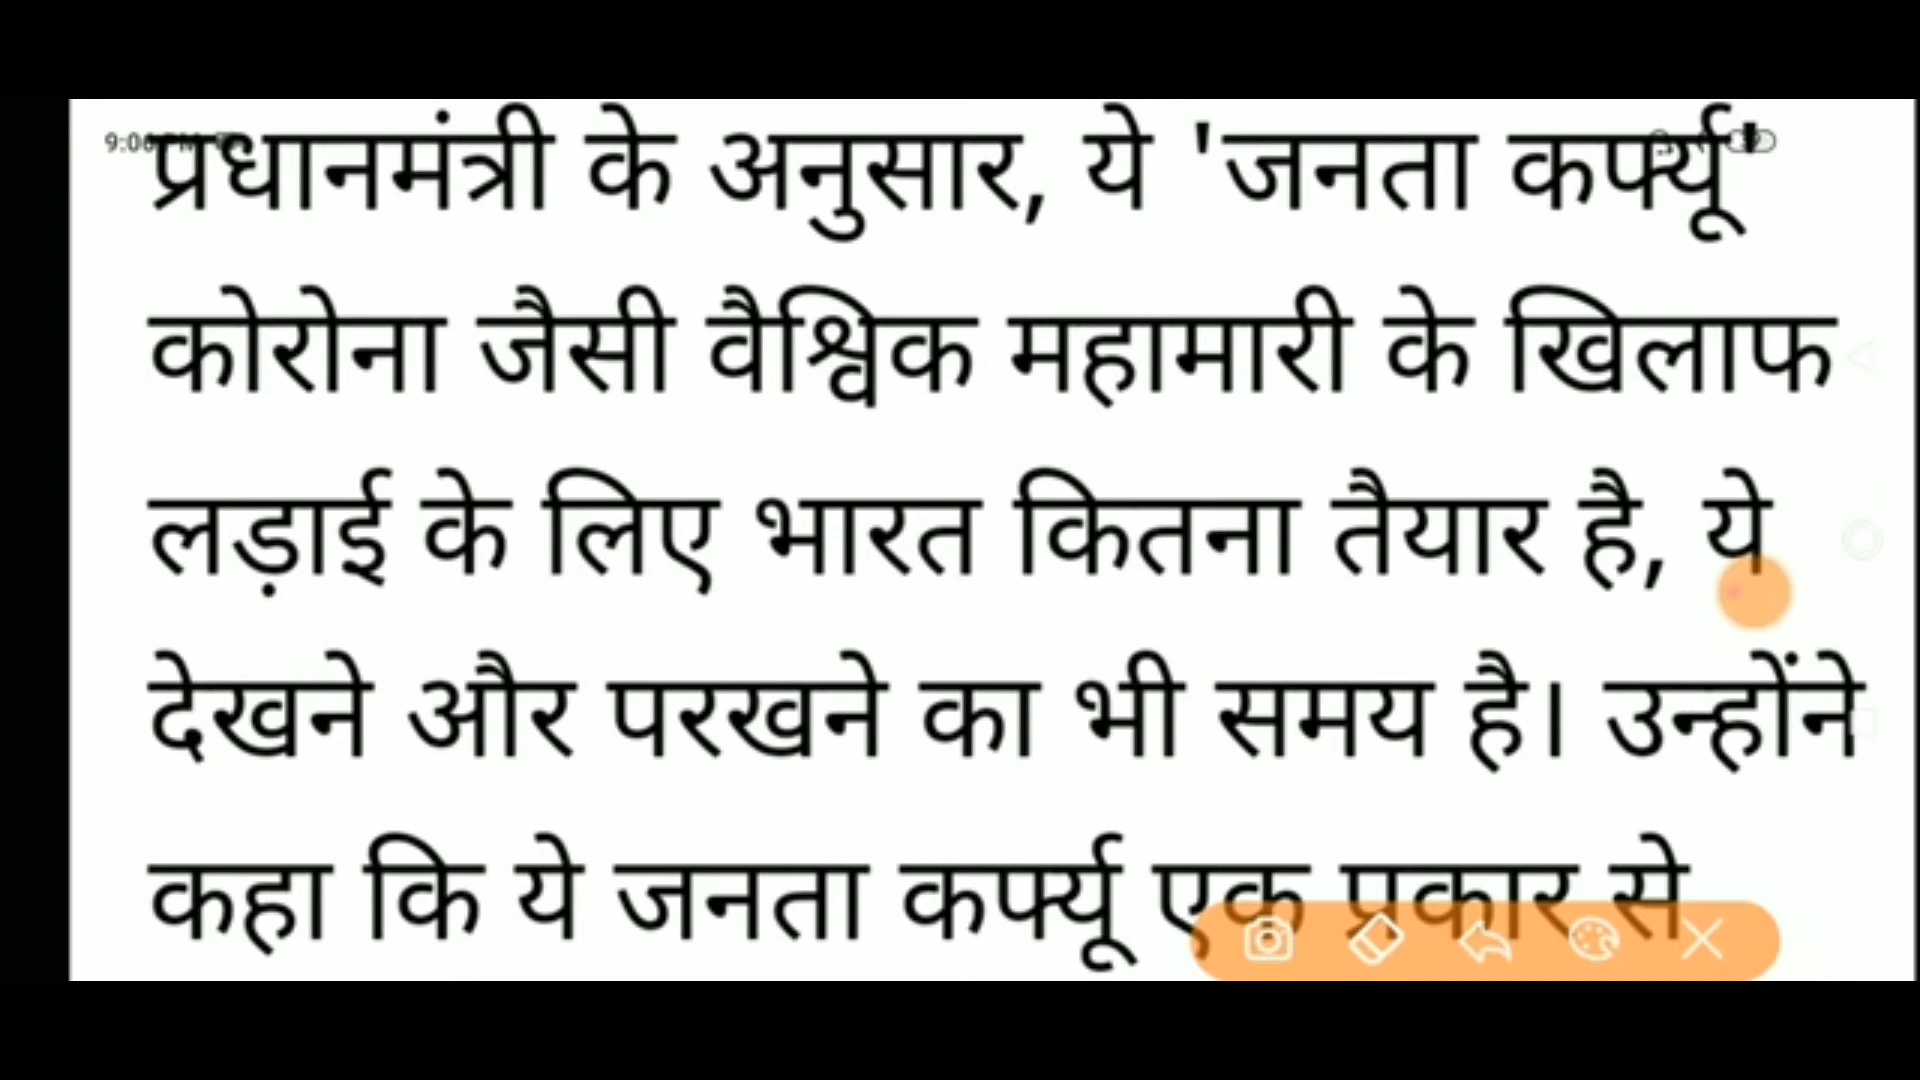 प्रधानमंत्री के अनुसार, ये 'जनता कर्फ्यू'
कोरोना जैसी वैश्विक महामारी के खिलाफ
लड़ाई के लिए भारत कितना तैयार है, ये
देखने और परखने का भी समय है। उन्होंने
कहा कि ये जनता कर्फ्यू एक प्रकार से